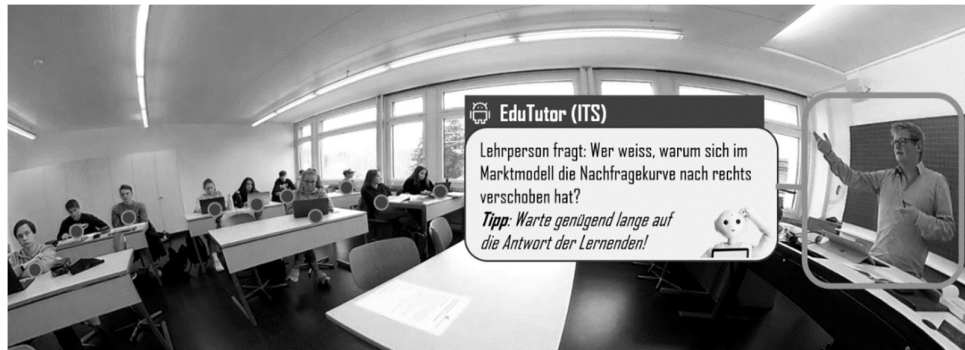 EduTutor (ITS)
Lehrperson fragt: Wer weiss, warum sich im
Marktmodell die Nachfragekurve nach rechts
verschoben hat?
Tipp: Warte genügend lange auf
die Antwort der Lernenden!